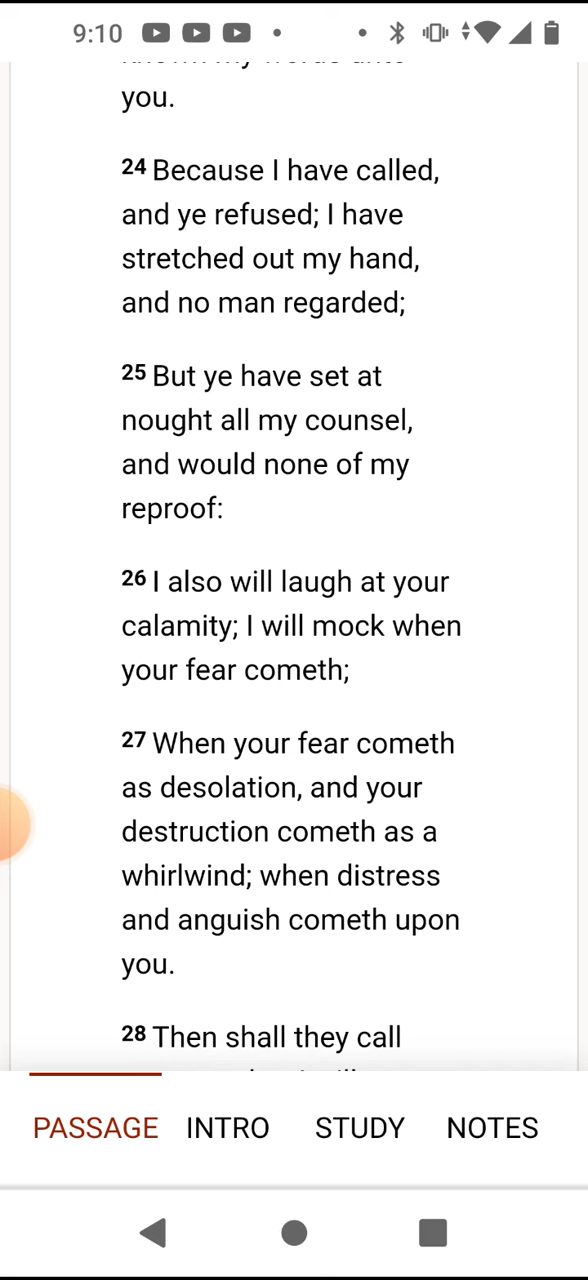 9:10
you.
24 Because I have called,
and ye refused; I have
stretched out my hand,
and no man regarded;
25 But ye have set at
nought all my counsel,
and would none of my
reproof:
26 I also will laugh at your
calamity; I will mock when
your fear cometh;
27 When your fear cometh
as desolation, and your
destruction cometh as a
whirlwind; when distress
and anguish cometh upon
you.
28 Then shall they call
PASSAGE INTRO STUDY NOTES